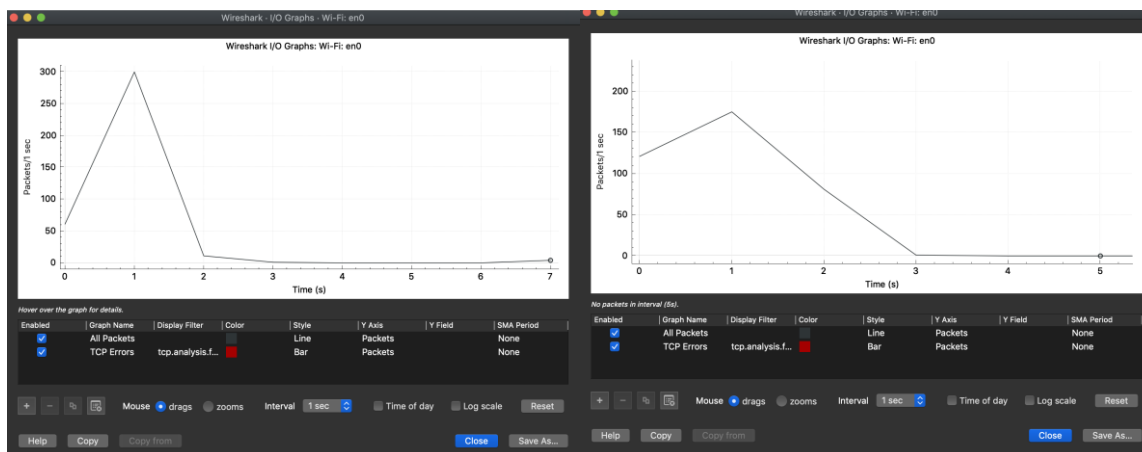 Wireshark · I/O Graphs · Wi-Fi: en0
Wireshark I/O Graphs: Wi-Fi: en0
300
250
200
150
100
50
0
Packets/1 sec
0 1 2 3 4 5 6 7
Time (s)
Hover over the graph for details.
Enabled Graph Name Display Filter Color Style Y Axis Y Field SMA Period
All Packets Line Packets None
TCP Errors tcp.analysis.f... Bar Packets None
+ − Mouse drags zooms Interval 1 sec Time of day Log scale Reset
Help Copy Copy from Close Save As...
Wireshark · I/O Graphs · Wi-Fi: en0
Wireshark I/O Graphs: Wi-Fi: en0
200
150
100
50
0
Packets/1 sec
0 1 2 3 4 5
Time (s)
No packets in interval (5s).
Enabled Graph Name Display Filter Color Style Y Axis Y Field SMA Period
All Packets Line Packets None
TCP Errors tcp.analysis.f... Bar Packets None
+ − Mouse drags zooms Interval 1 sec Time of day Log scale Reset
Help Copy Copy from Close Save As...